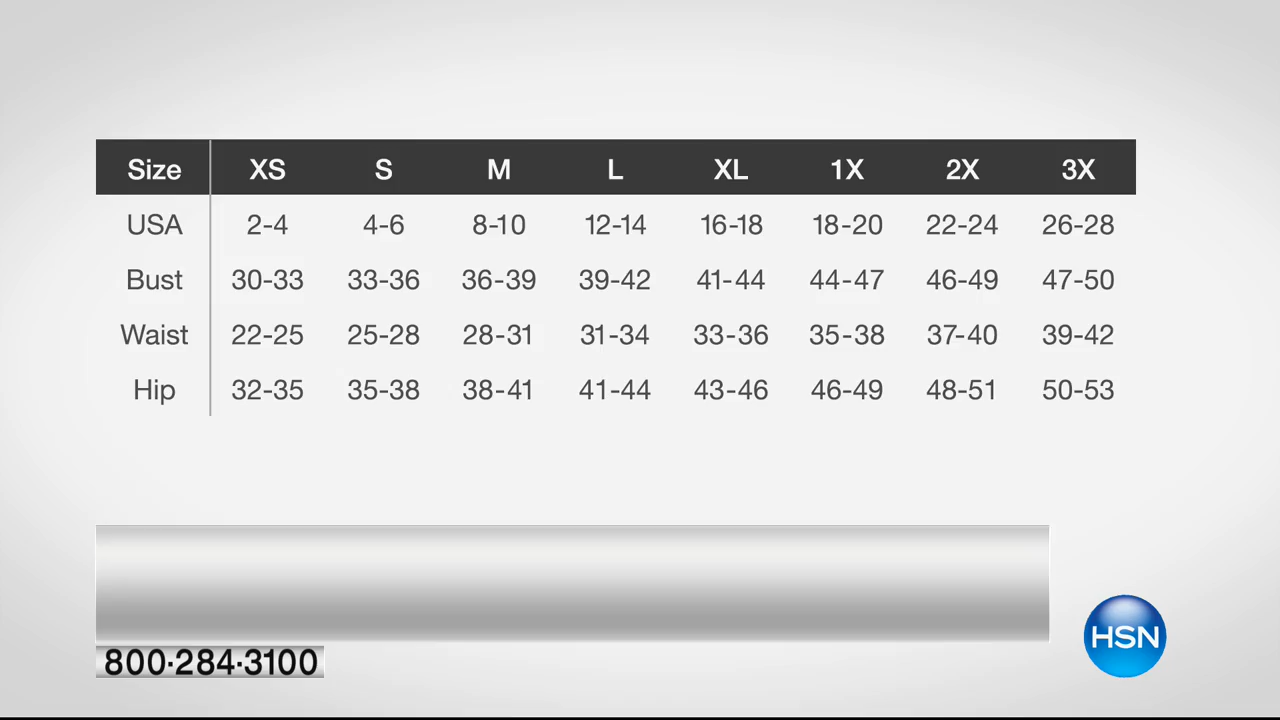 Size XS S M L XL 1X 2X 3X
USA 2-4 4-6 8-10 12-14 16-18 18-20 22-24 26-28
Bust 30-33 33-36 36-39 39-42 41-44 44-47 46-49 47-50
Waist 22-25 25-28 28-31 31-34 33-36 35-38 37-40 39-42
Hip 32-35 35-38 38-41 41-44 43-46 46-49 48-51 50-53
HSN
800·284·3100